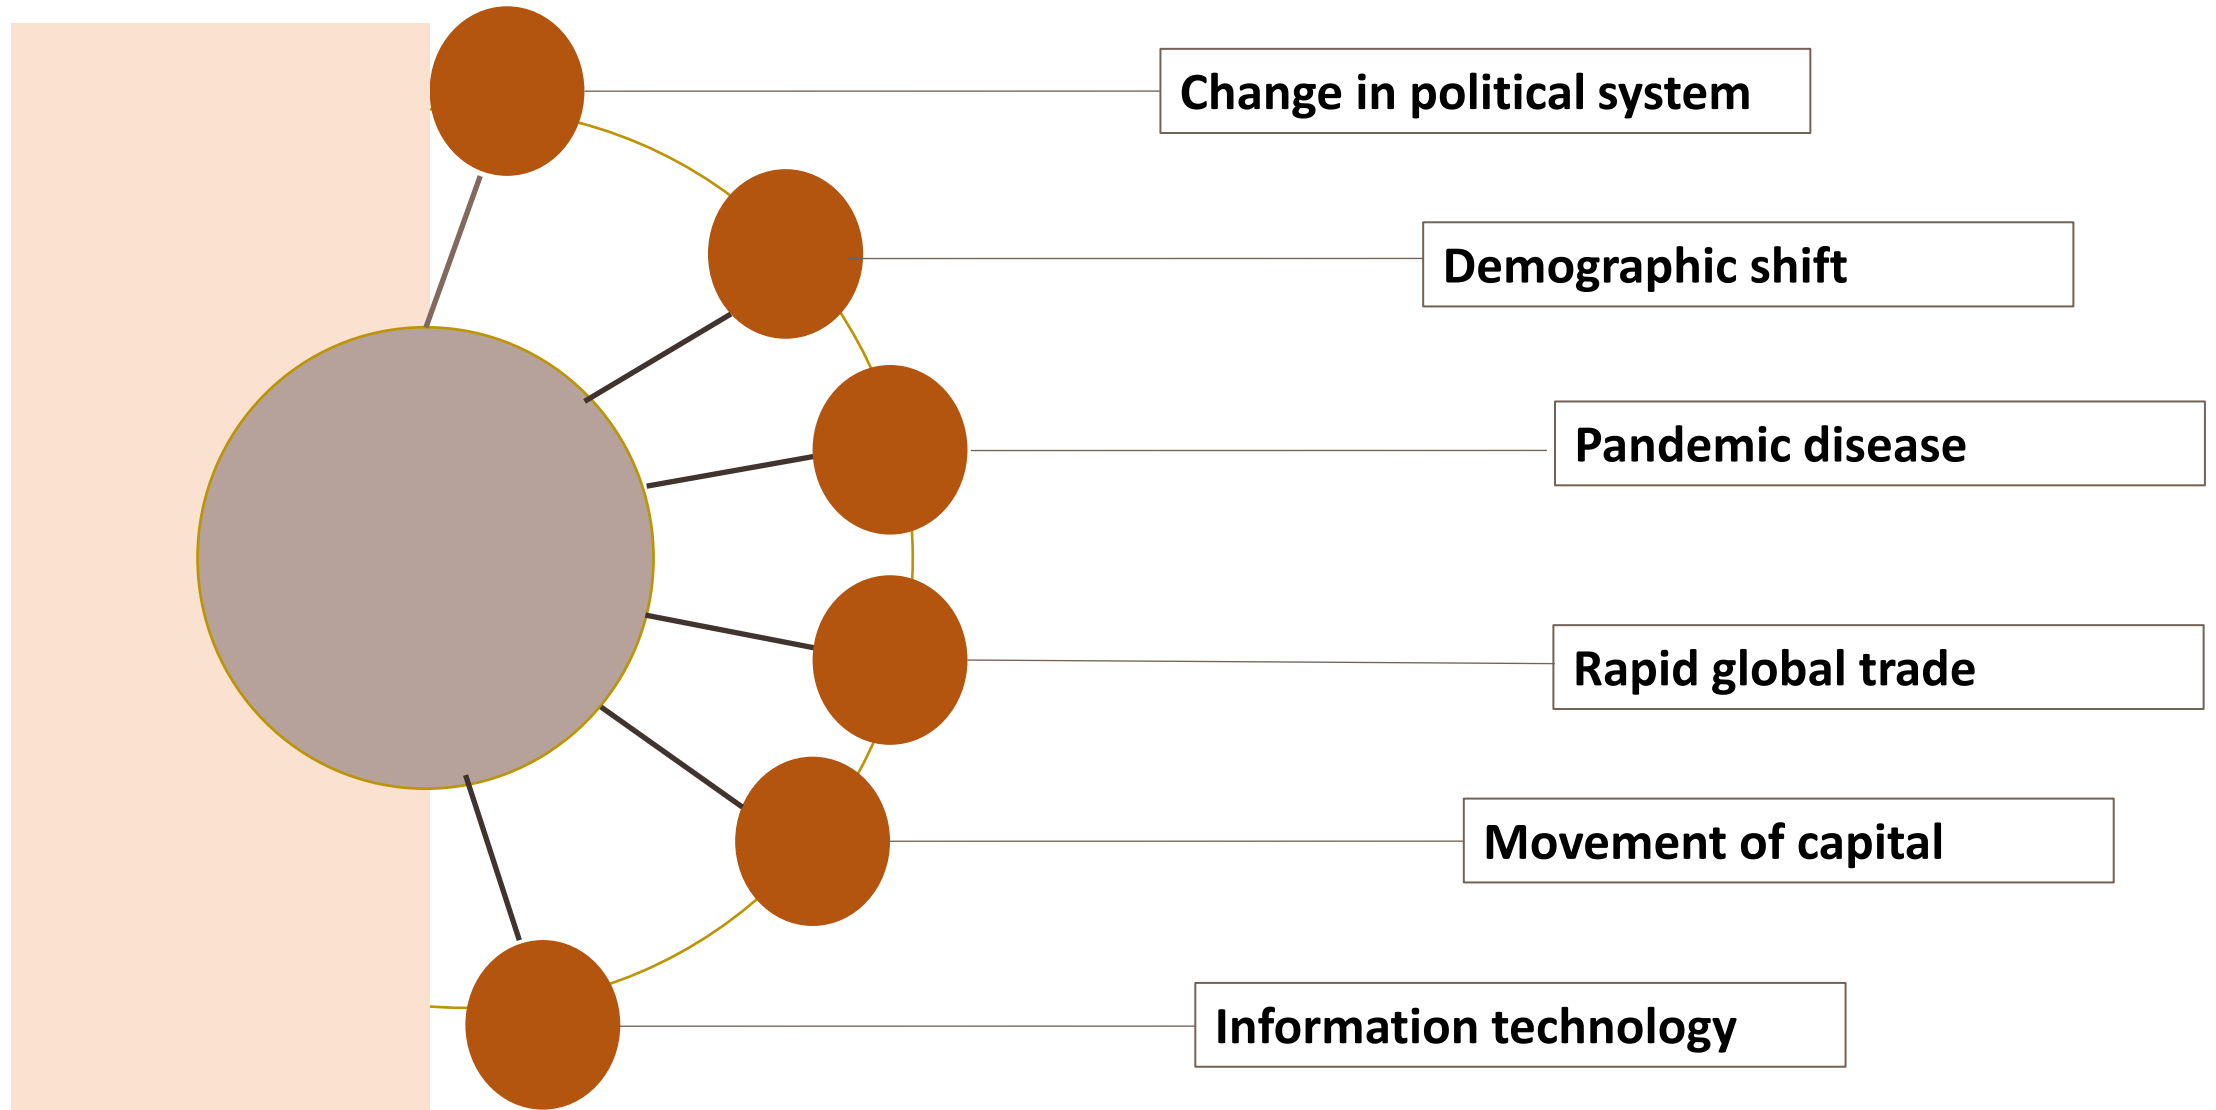 Change in political system
Demographic shift
Pandemic disease
Rapid global trade
Movement of capital
Information technology